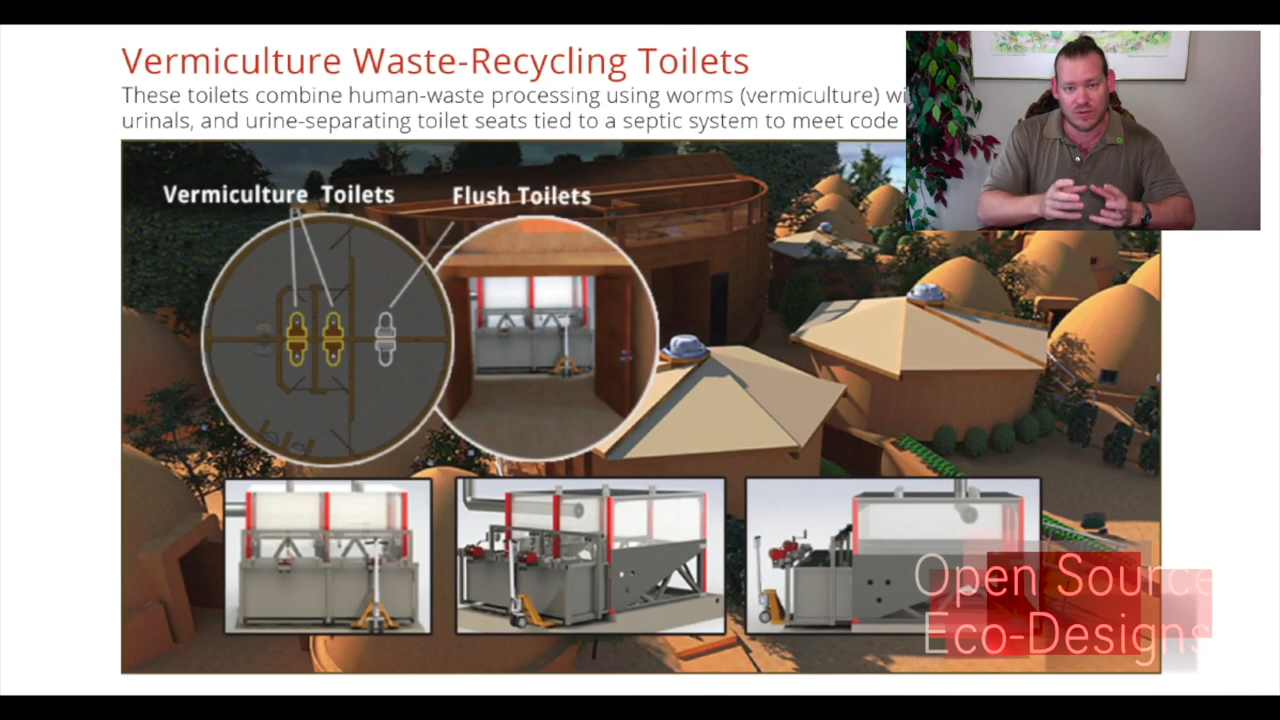 Vermiculture Waste-Recycling Toilets
These toilets combine human-waste processing using worms (vermiculture)
urinals, and urine-separating toilet seats tied to a septic system to meet code
Vermiculture Toilets
Flush Toilets
Open Source
Eco-Designs